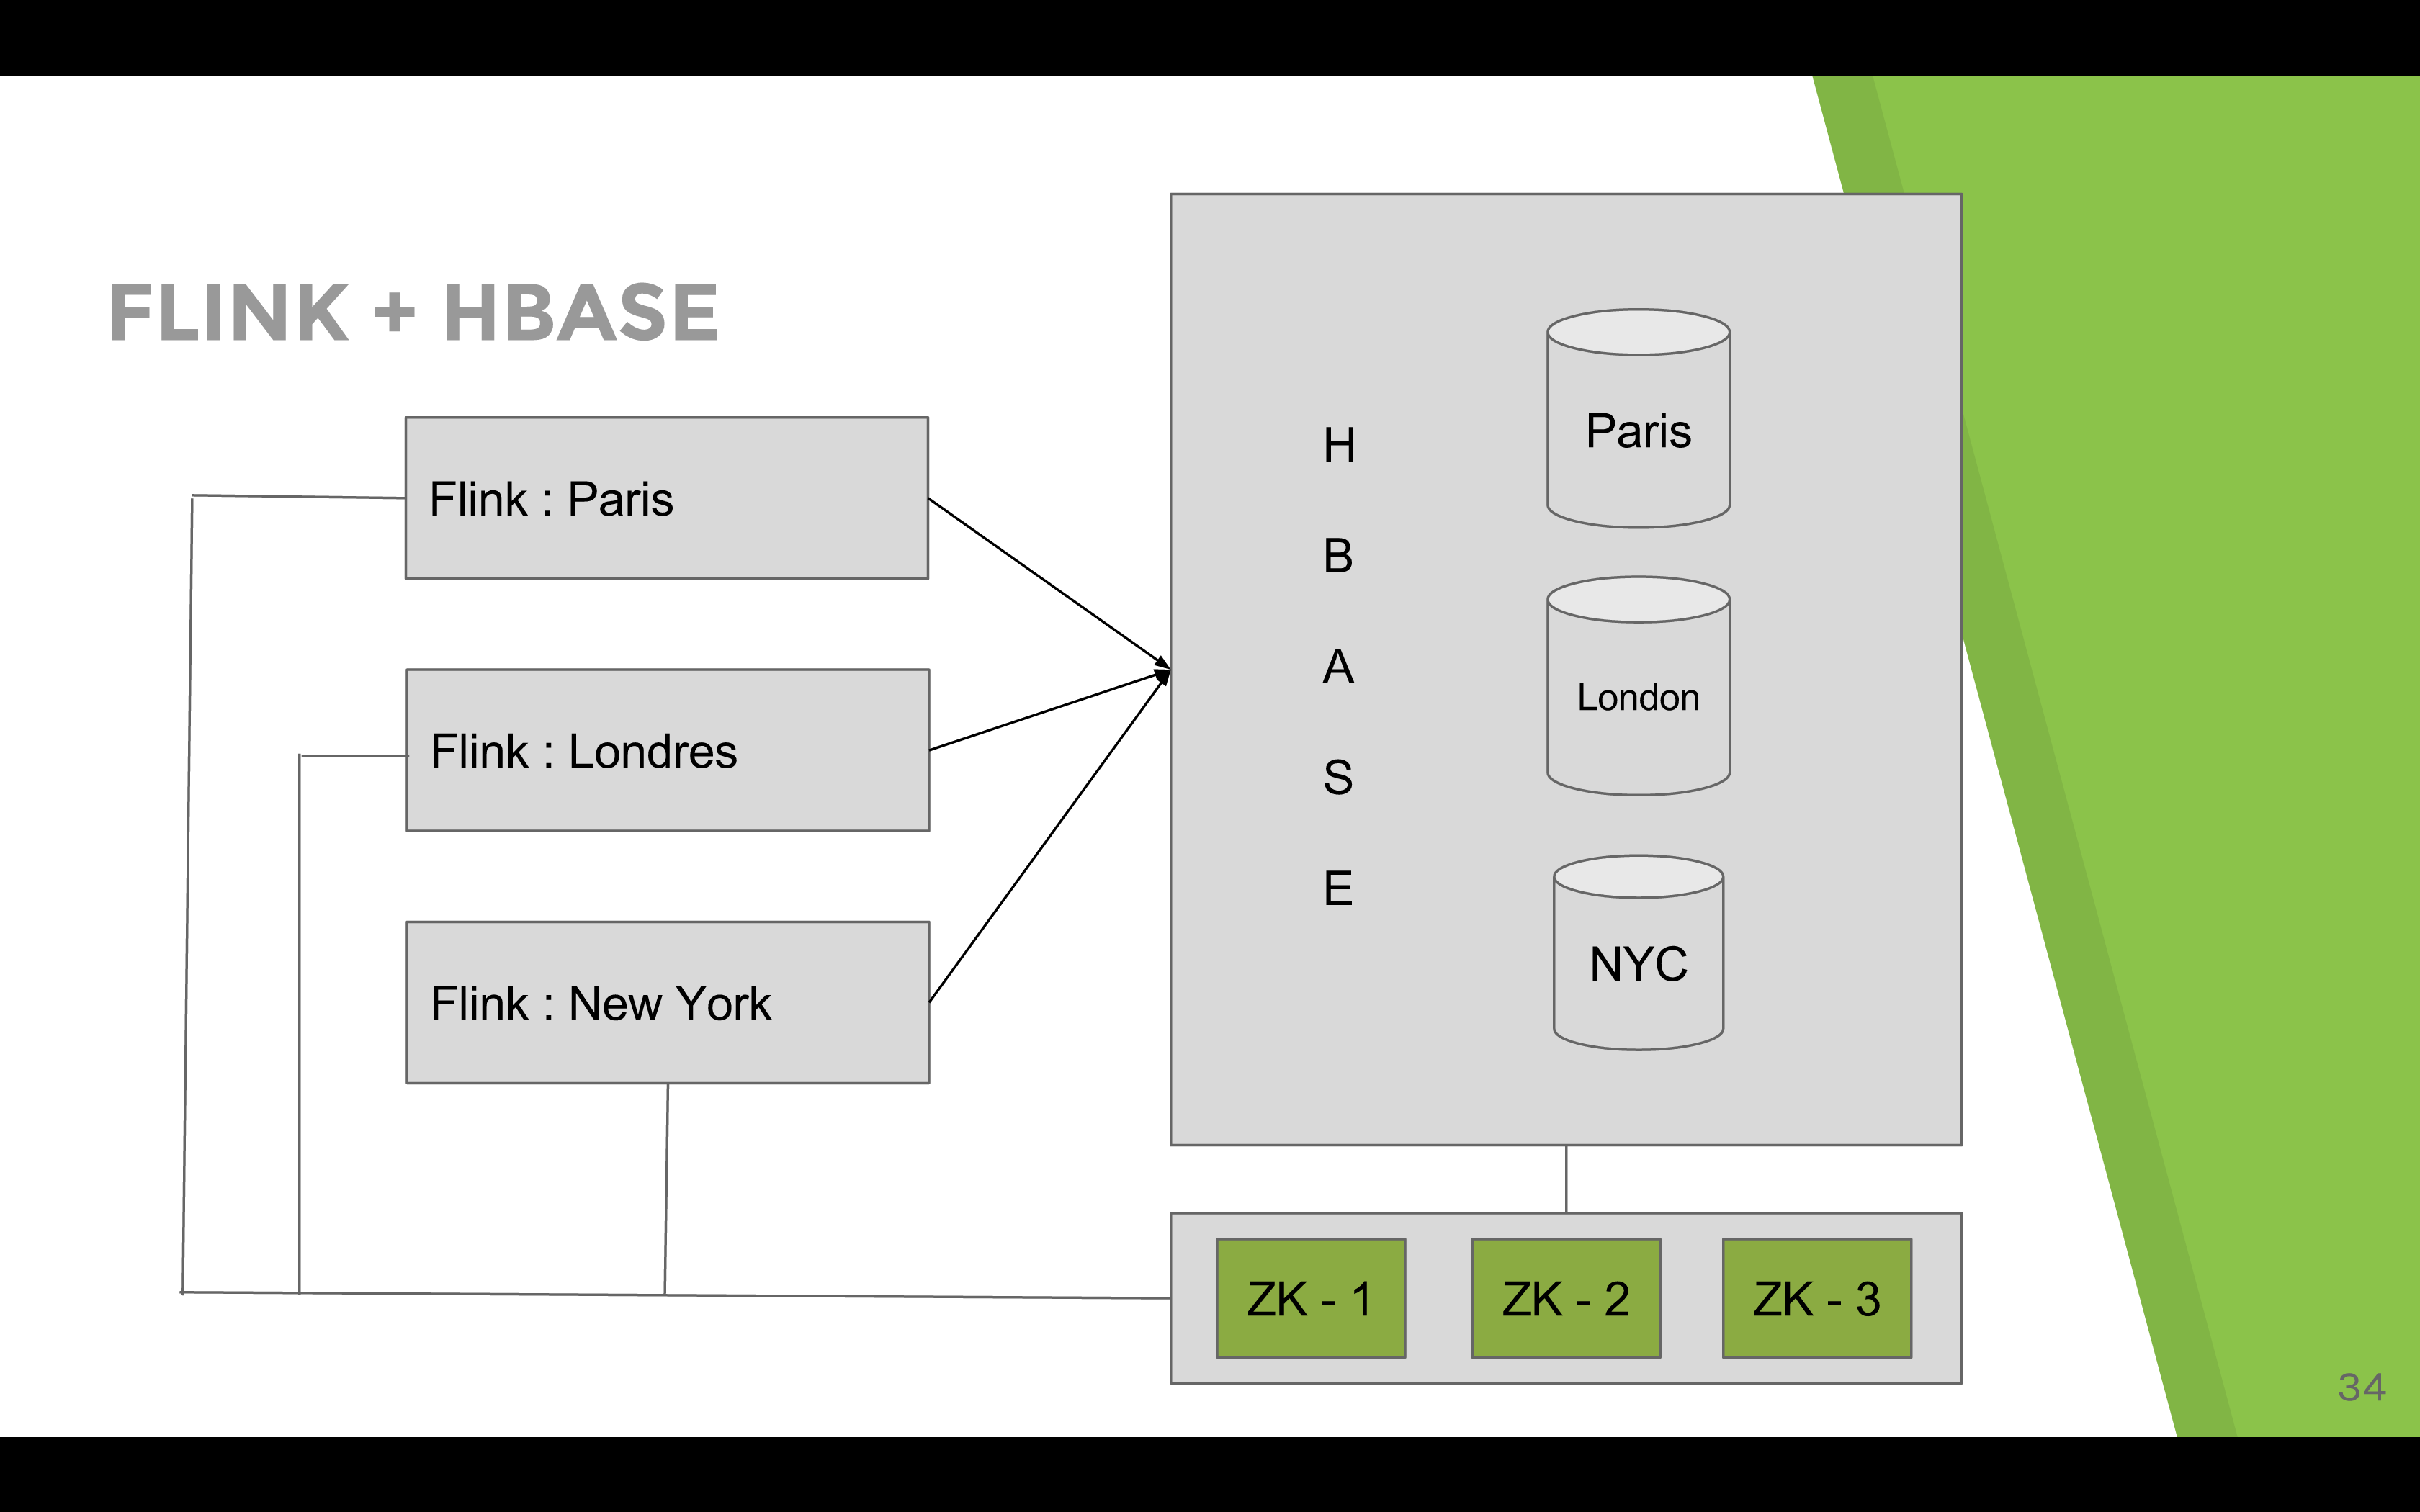 FLINK + HBASE
Flink : Paris
Flink : Londres
Flink : New York
H
B
A
S
E
Paris
London
NYC
ZK - 1
ZK - 2
ZK - 3
34